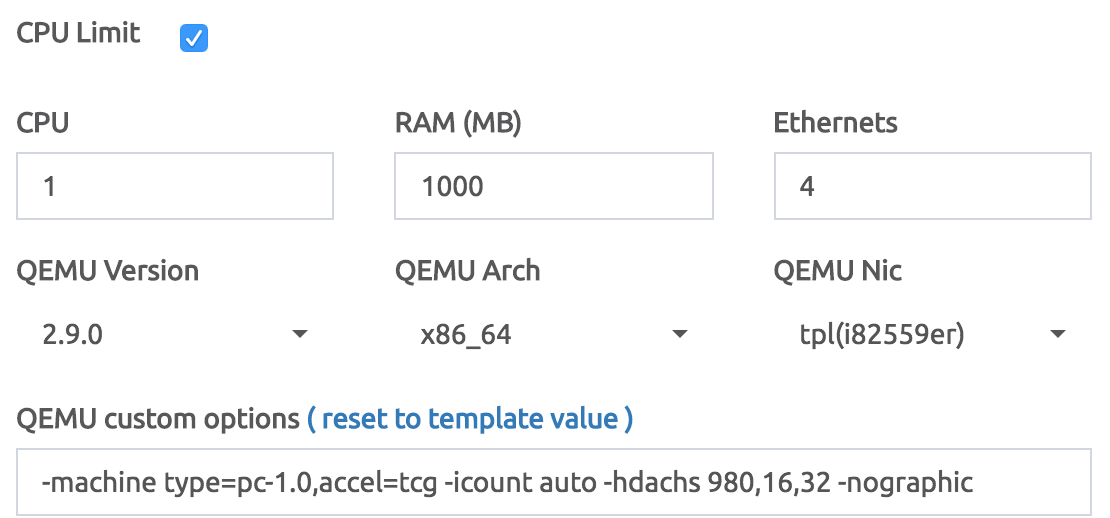 CPU Limit
CPU RAM (MB) Ethernets
1 1000 4
QEMU Version QEMU Arch QEMU Nic
2.9.0 x86_64 tpl(i82559er)
QEMU custom options ( reset to template value )
-machine type=pc-1.0,accel=tcg -icount auto -hdachs 980,16,32 -nographic